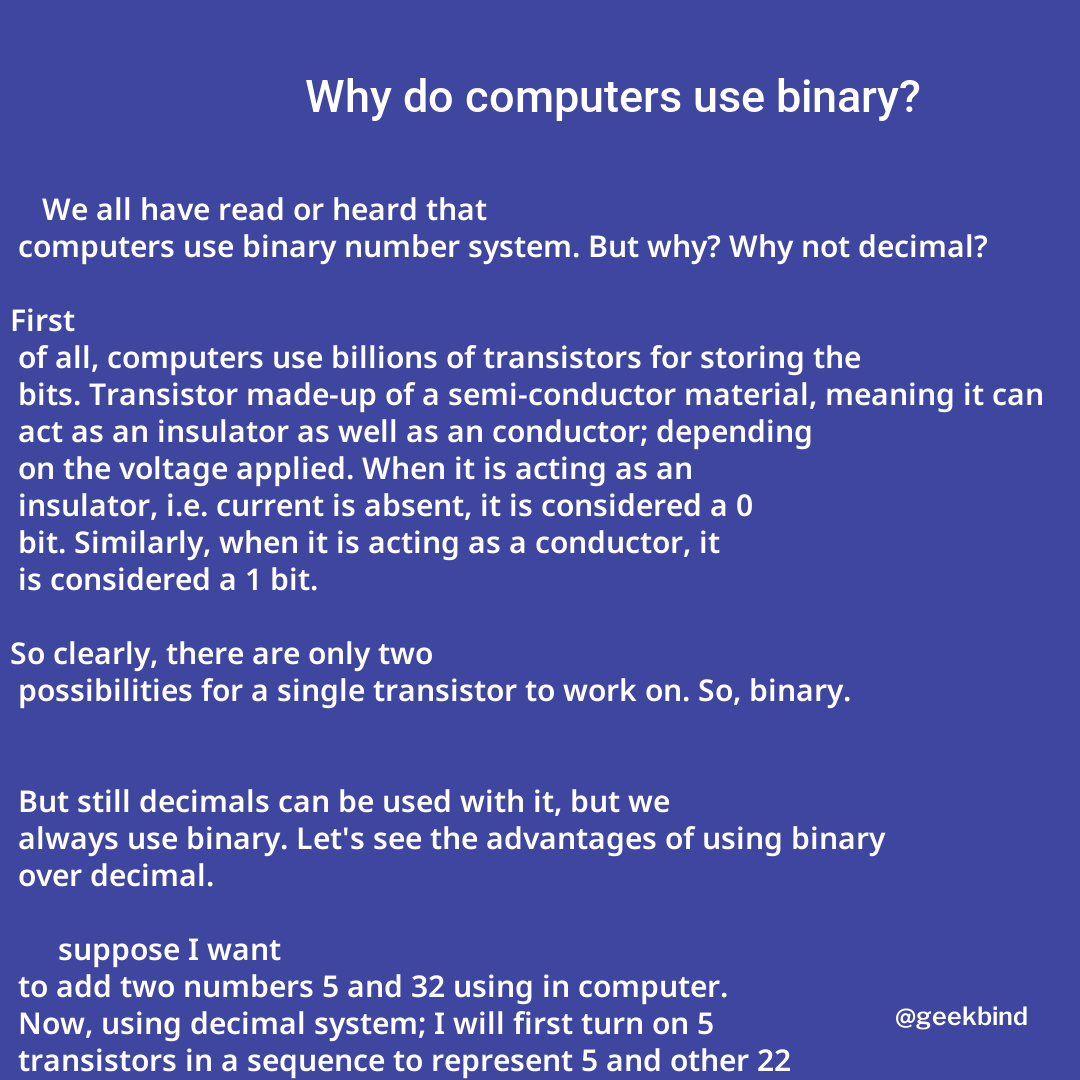 Why do computers use binary?
We all have read or heard that
computers use binary number system. But why? Why not decimal?
First
of all, computers use billions of transistors for storing the
bits. Transistor made-up of a semi-conductor material, meaning it can
act as an insulator as well as an conductor; depending
on the voltage applied. When it is acting as an
insulator, i.e. current is absent, it is considered a 0
bit. Similarly, when it is acting as a conductor, it
is considered a 1 bit.
So clearly, there are only two
possibilities for a single transistor to work on. So, binary.
But still decimals can be used with it, but we
always use binary. Let's see the advantages of using binary
over decimal.
suppose I want
to add two numbers 5 and 32 using in computer.
Now, using decimal system; I will first turn on 5
transistors in a sequence to represent 5 and other 22
@geekbind